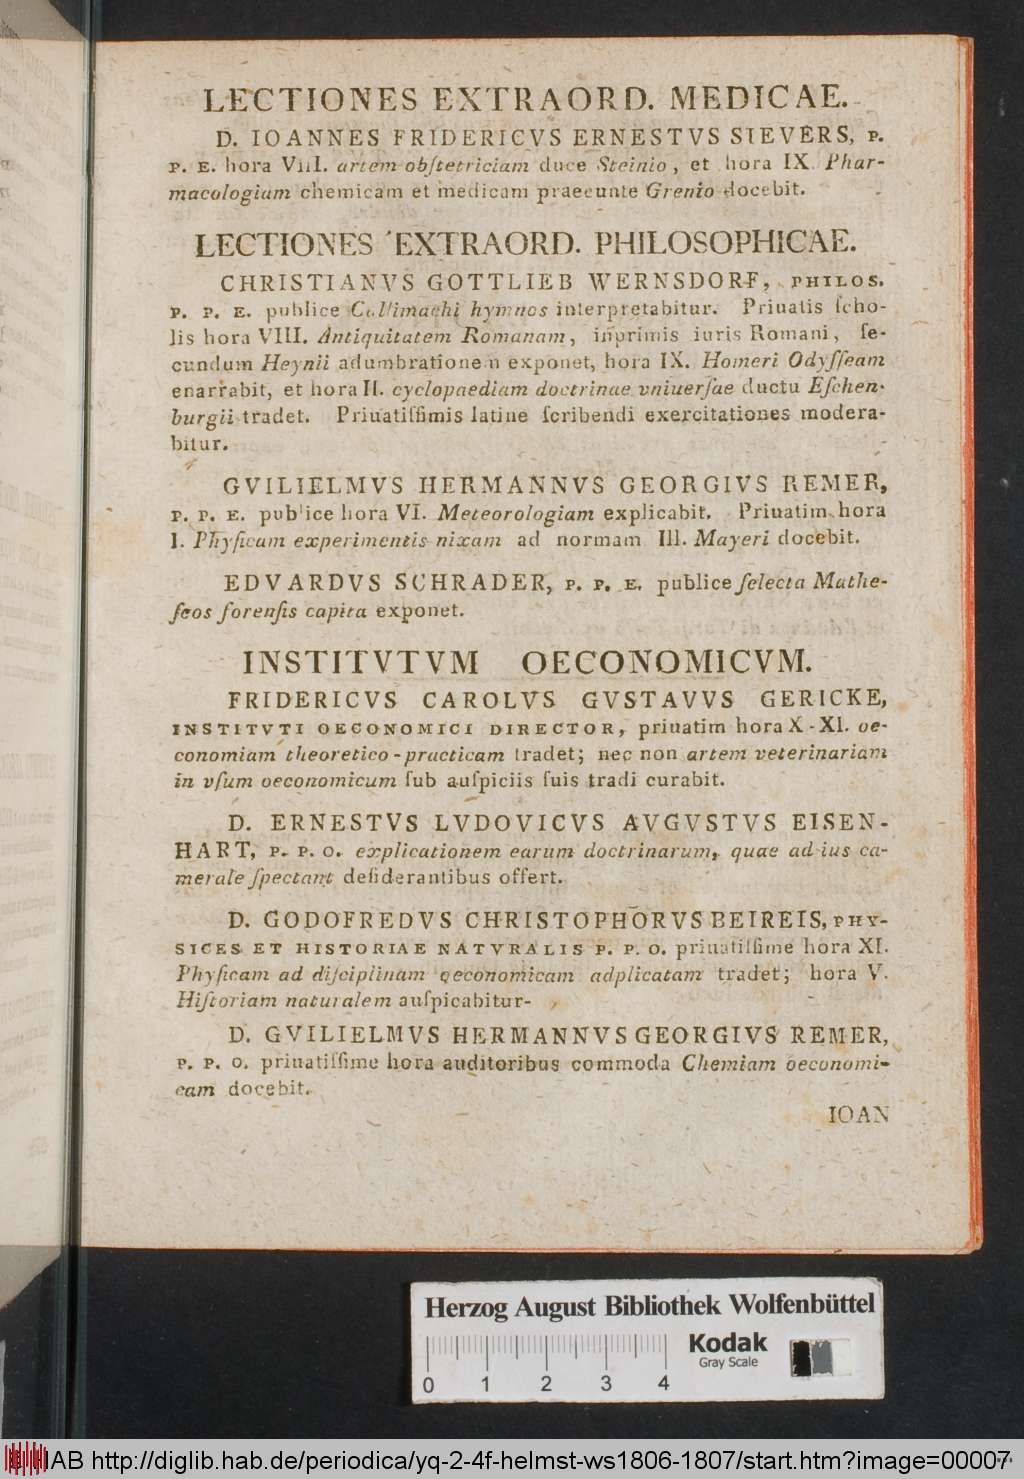 LECTIONES EXTRAORD. MEDICAE.
D. IOANNES FRIDERICVS ERNESTVS SIEVERS, P.
P. E. hora VIII. artem obſtetriciam duce Steinio, et hora IX. Phar-
macologiam chemicam et medicam praeeunte Grenio docebit.
LECTIONES EXTRAORD. PHILOSOPHICAE.
CHRISTIANVS GOTTLIEB WERNSDORF, PHILOS.
P. P. E. publice Callimachi hymnos interpretabitur. Priuatis ſcho-
lis hora VIII. Antiquitatem Romanam, inprimis iuris Romani, ſe-
cundum Heynii adumbrationem exponet, hora IX. Homeri Odyſſeam
enarrabit, et hora II. cyclopaediam doctrinae vniuerſae ductu Eſchen-
burgii tradet. Priuatiſſimis latine ſcribendi exercitationes modera-
bitur.
GVILIELMVS HERMANNVS GEORGIVS REMER,
P. P. E. publice hora VI. Meteorologiam explicabit. Priuatim hora
I. Phyſicam experimentis nixam ad normam Ill. Mayeri docebit.
EDVARDVS SCHRADER, P. P. E. publice ſelecta Mathe-
ſeos forenſis capita exponet.
INSTITVTVM OECONOMICVM.
FRIDERICVS CAROLVS GVSTAVVS GERICKE,
INSTITVTI OECONOMICI DIRECTOR, priuatim hora X-XI. oe-
conomiam theoretico-practicam tradet; nec non artem veterinariam
in vſum oeconomicum ſub auſpiciis ſuis tradi curabit.
D. ERNESTVS LVDOVICVS AVGVSTVS EISEN-
HART, P. P. O. explicationem earum doctrinarum, quae ad ius ca-
merale ſpectant deſiderantibus offert.
D. GODOFREDVS CHRISTOPHORVS BEIREIS, PHY-
SICES ET HISTORIAE NATVRALIS P. P. O. priuatiſſime hora XI.
Phyſicam ad diſciplinam oeconomicam adplicatam tradet; hora V.
Hiſtoriam naturalem auſpicabitur-
D. GVILIELMVS HERMANNVS GEORGIVS REMER,
P. P. O. priuatiſſime hora auditoribus commoda Chemiam oeconomi-
cam docebit.
IOAN
Herzog August Bibliothek Wolfenbüttel
Kodak
Gray Scale
0 1 2 3 4
HAB http://diglib.hab.de/periodica/yq-2-4f-helmst-ws1806-1807/start.htm?image=00007